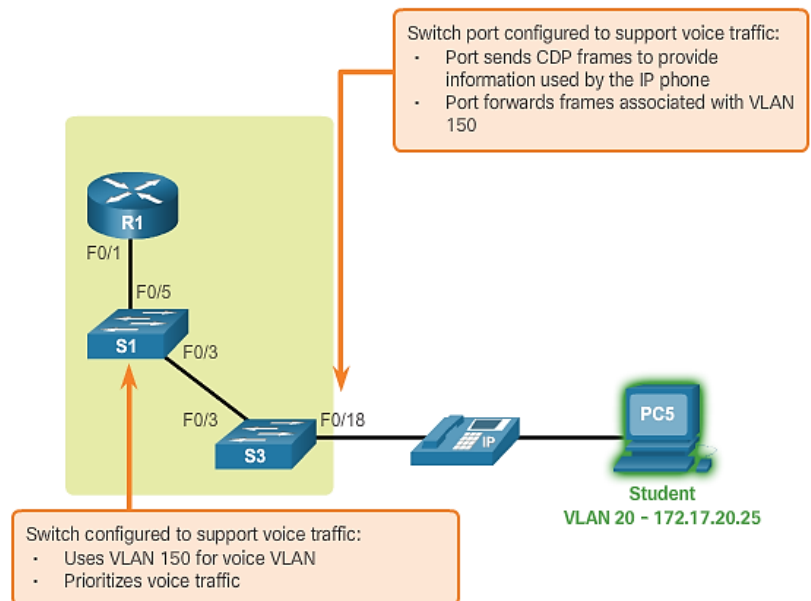 Switch port configured to support voice traffic:
· Port sends CDP frames to provide
information used by the IP phone
· Port forwards frames associated with VLAN
150
R1
F0/1
F0/5
S1
F0/3
F0/3
F0/18
S3
IP
PC5
Student
VLAN 20 - 172.17.20.25
Switch configured to support voice traffic:
· Uses VLAN 150 for voice VLAN
· Prioritizes voice traffic